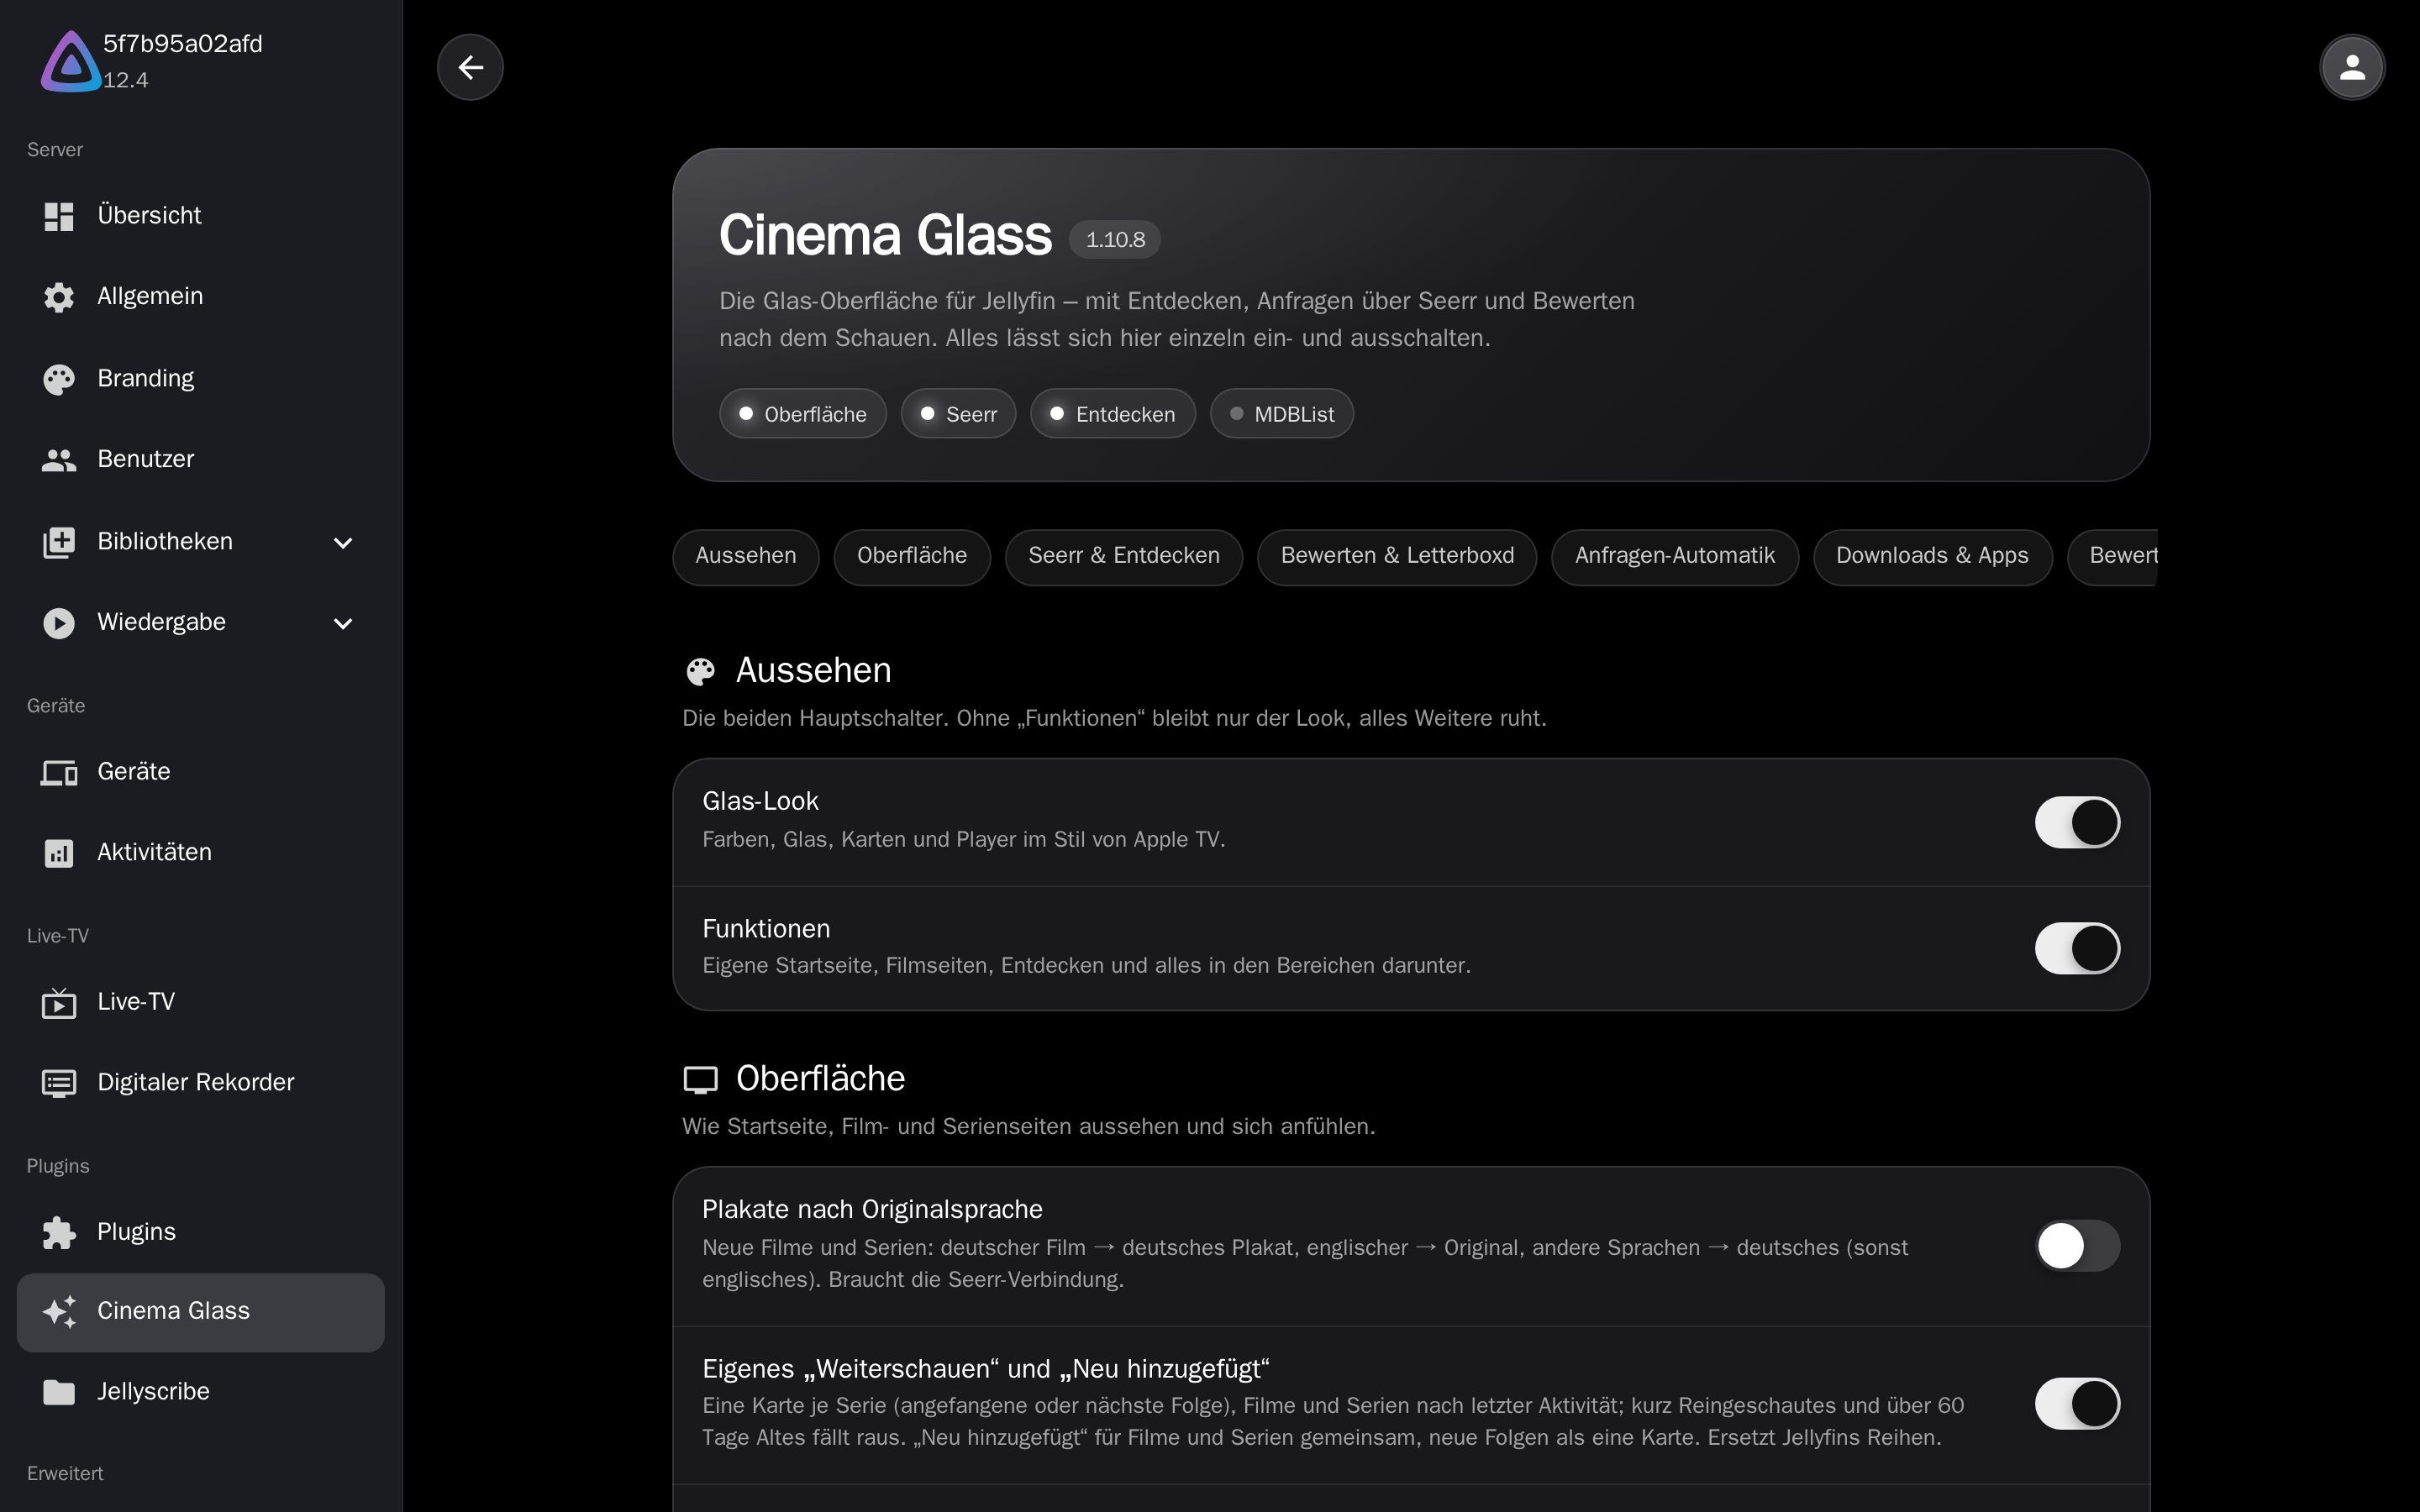 5f7b95a02afd
12.4
Server
Übersicht
Allgemein
Branding
Benutzer
Bibliotheken
Wiedergabe
Geräte
Geräte
Aktivitäten
Live-TV
Live-TV
Digitaler Rekorder
Plugins
Plugins
Cinema Glass
Jellyscribe
Erweitert
Cinema Glass 1.10.8
Die Glas-Oberfläche für Jellyfin – mit Entdecken, Anfragen über Seerr und Bewerten
nach dem Schauen. Alles lässt sich hier einzeln ein- und ausschalten.
Oberfläche Seerr Entdecken MDBList
Aussehen Oberfläche Seerr & Entdecken Bewerten & Letterboxd Anfragen-Automatik Downloads & Apps Bewert
Aussehen
Die beiden Hauptschalter. Ohne „Funktionen“ bleibt nur der Look, alles Weitere ruht.
Glas-Look
Farben, Glas, Karten und Player im Stil von Apple TV.
Funktionen
Eigene Startseite, Filmseiten, Entdecken und alles in den Bereichen darunter.
Oberfläche
Wie Startseite, Film- und Serienseiten aussehen und sich anfühlen.
Plakate nach Originalsprache
Neue Filme und Serien: deutscher Film → deutsches Plakat, englischer → Original, andere Sprachen → deutsches (sonst
englisches). Braucht die Seerr-Verbindung.
Eigenes „Weiterschauen“ und „Neu hinzugefügt“
Eine Karte je Serie (angefangene oder nächste Folge), Filme und Serien nach letzter Aktivität; kurz Reingeschautes und über 60
Tage Altes fällt raus. „Neu hinzugefügt“ für Filme und Serien gemeinsam, neue Folgen als eine Karte. Ersetzt Jellyfins Reihen.